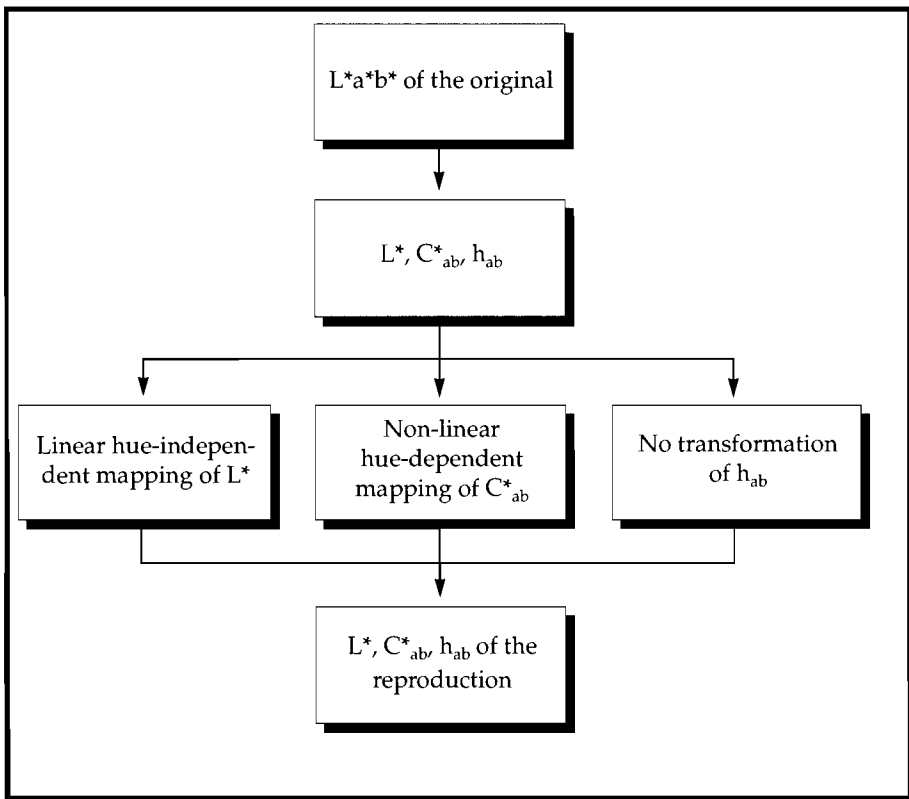 L*a*b* of the original
L*, C*ab, hab
Linear hue-indepen-
dent mapping of L*
Non-linear
hue-dependent
mapping of C*ab
No transformation
of hab
L*, C*ab, hab of the
reproduction